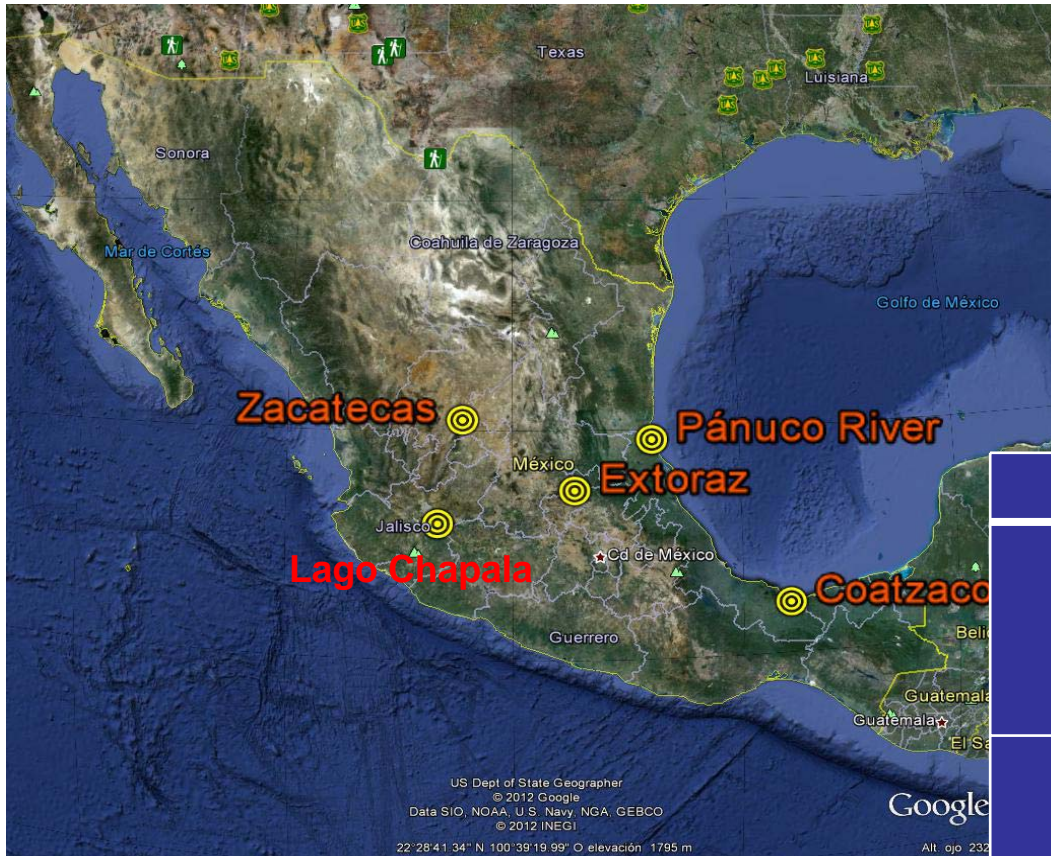 Texas
Luisiana
Sonora
Coahuila de Zaragoza
Mar de Cortés
Golfo de México
Zacatecas
Pánuco River
México
Extoraz
Jalisco
Cd de México
Lago Chapala
Coatzaco
Guerrero
Beli
Guatemala
Guatemala
El Sa
US Dept of State Geographer
© 2012 Google
Data SIO, NOAA, U.S. Navy, NGA, GEBCO
© 2012 INEGI
Google
22°28'41.34" N 100°39'19.99" O elevación 1795 m
Alt. ojo 232